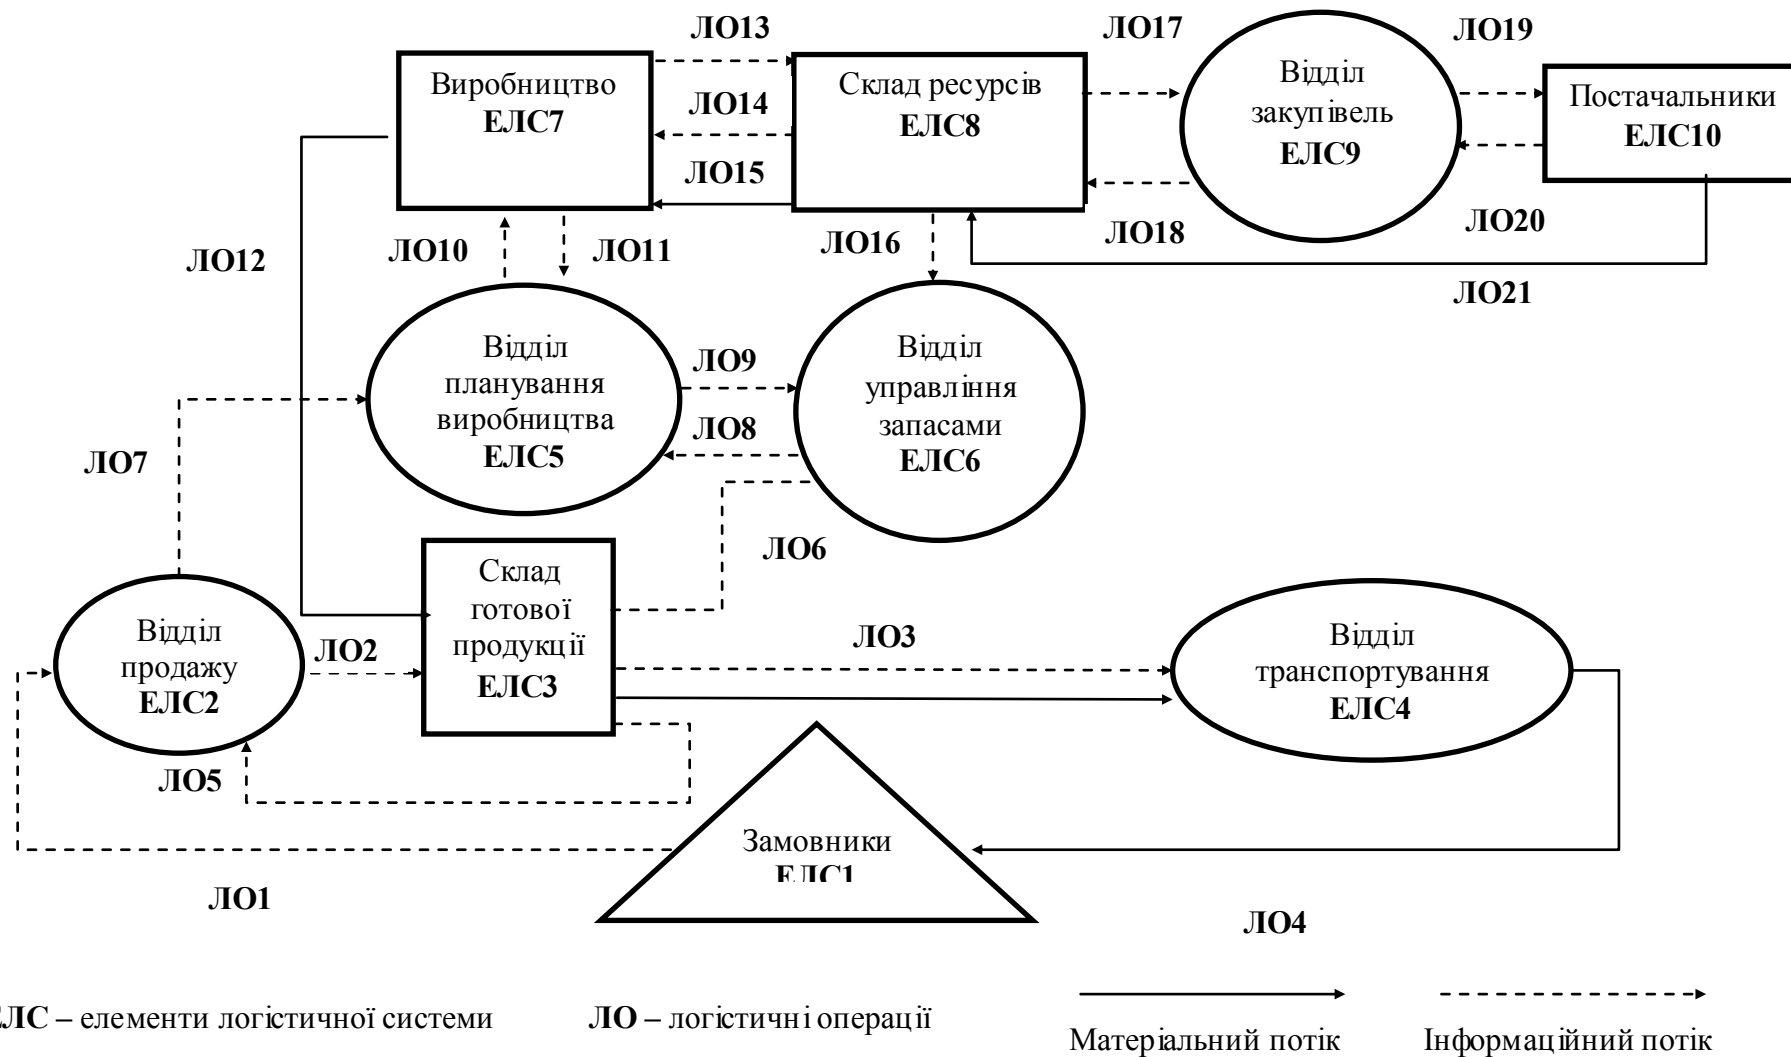 ЛО13
ЛО17
ЛО19
Виробництво
ЕЛС7
ЛО14
ЛО15
Склад ресурсів
ЕЛС8
Відділ
закупівель
ЕЛС9
Постачальники
ЕЛС10
ЛО12
ЛО10
ЛО11
ЛО16
ЛО18
ЛО20
ЛО21
Відділ
планування
виробництва
ЕЛС5
ЛО9
ЛО8
Відділ
управління
запасами
ЕЛС6
ЛО7
ЛО6
Відділ
продажу
ЕЛС2
ЛО2
Склад
готової
продукції
ЕЛС3
ЛО3
Відділ
транспортування
ЕЛС4
ЛО5
Замовники
ЕЛС1
ЛО1
ЛО4
ЕЛС – елементи логістичної системи
ЛО – логістичні операції
Матеріальний потік
Інформаційний потік